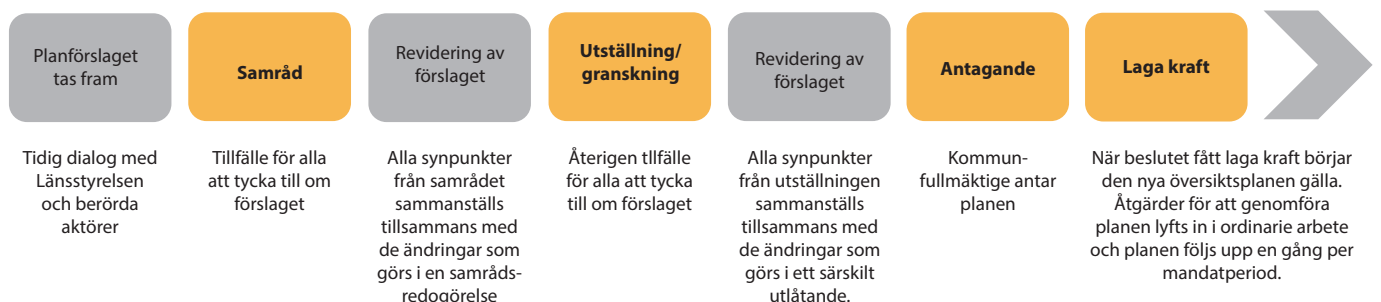 Planförslaget
tas fram
Samråd
Revidering av
förslaget
Utställning/
granskning
Revidering av
förslaget
Antagande
Laga kraft
Tidig dialog med
Länsstyrelsen
och berörda
aktörer
Tillfälle för alla
att tycka till om
förslaget
Alla synpunkter
från samrådet
sammanställs
tillsammans med
de ändringar som
görs i en samråds-
redogörelse
Återigen tllfälle
för alla att tycka
till om förslaget
Alla synpunkter
från utställningen
sammanställs
tillsammans med
de ändringar som
görs i ett särskilt
utlåtande.
Kommun-
fullmäktige antar
planen
När beslutet fått laga kraft börjar
den nya översiktsplanen gälla.
Åtgärder för att genomföra
planen lyfts in i ordinarie arbete
och planen följs upp en gång per
mandatperiod.